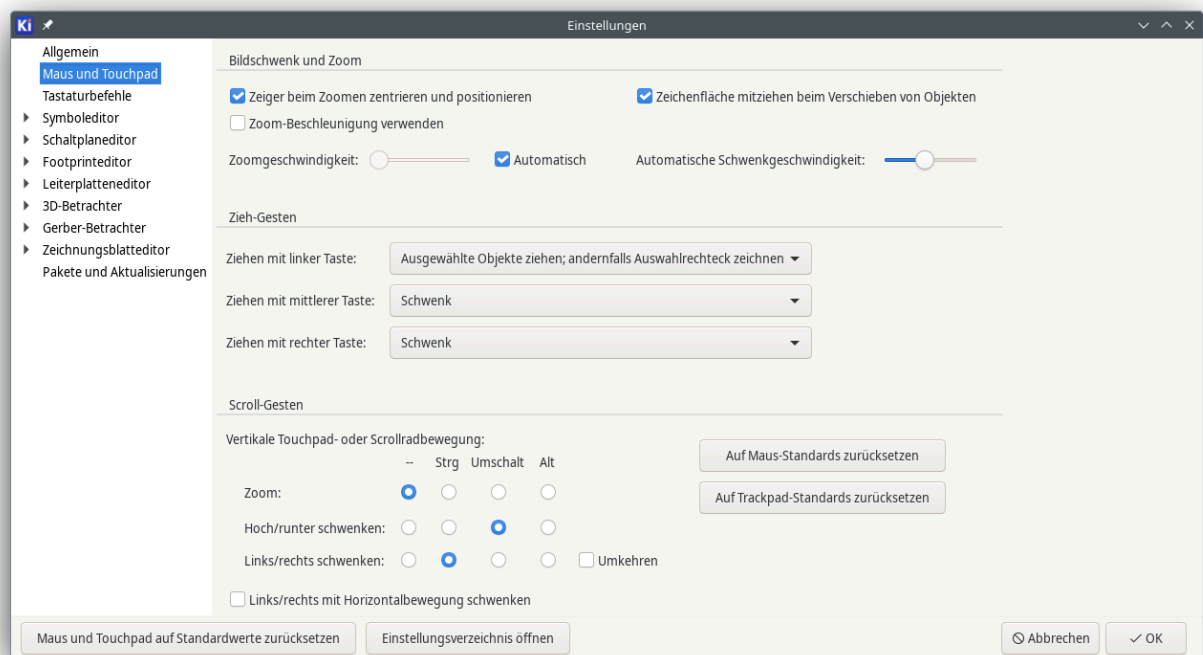 Ki
Einstellungen
Allgemein
Maus und Touchpad
Tastaturbefehle
Symboleditor
Schaltplaneditor
Footprinteditor
Leiterplatteneditor
3D-Betrachter
Gerber-Betrachter
Zeichnungsblatteditor
Pakete und Aktualisierungen
Bildschwenk und Zoom
Zeiger beim Zoomen zentrieren und positionieren
Zeichenfläche mitziehen beim Verschieben von Objekten
Zoom-Beschleunigung verwenden
Zoomgeschwindigkeit:
Automatisch
Automatische Schwenkgeschwindigkeit:
Zieh-Gesten
Ziehen mit linker Taste:
Ausgewählte Objekte ziehen; andernfalls Auswahlrechteck zeichnen
Ziehen mit mittlerer Taste:
Schwenk
Ziehen mit rechter Taste:
Schwenk
Scroll-Gesten
Vertikale Touchpad- oder Scrollradbewegung:
-- Strg Umschalt Alt
Zoom:
Hoch/runter schwenken:
Links/rechts schwenken:
Umkehren
Auf Maus-Standards zurücksetzen
Auf Trackpad-Standards zurücksetzen
Links/rechts mit Horizontalbewegung schwenken
Maus und Touchpad auf Standardwerte zurücksetzen
Einstellungsverzeichnis öffnen
Abbrechen
OK